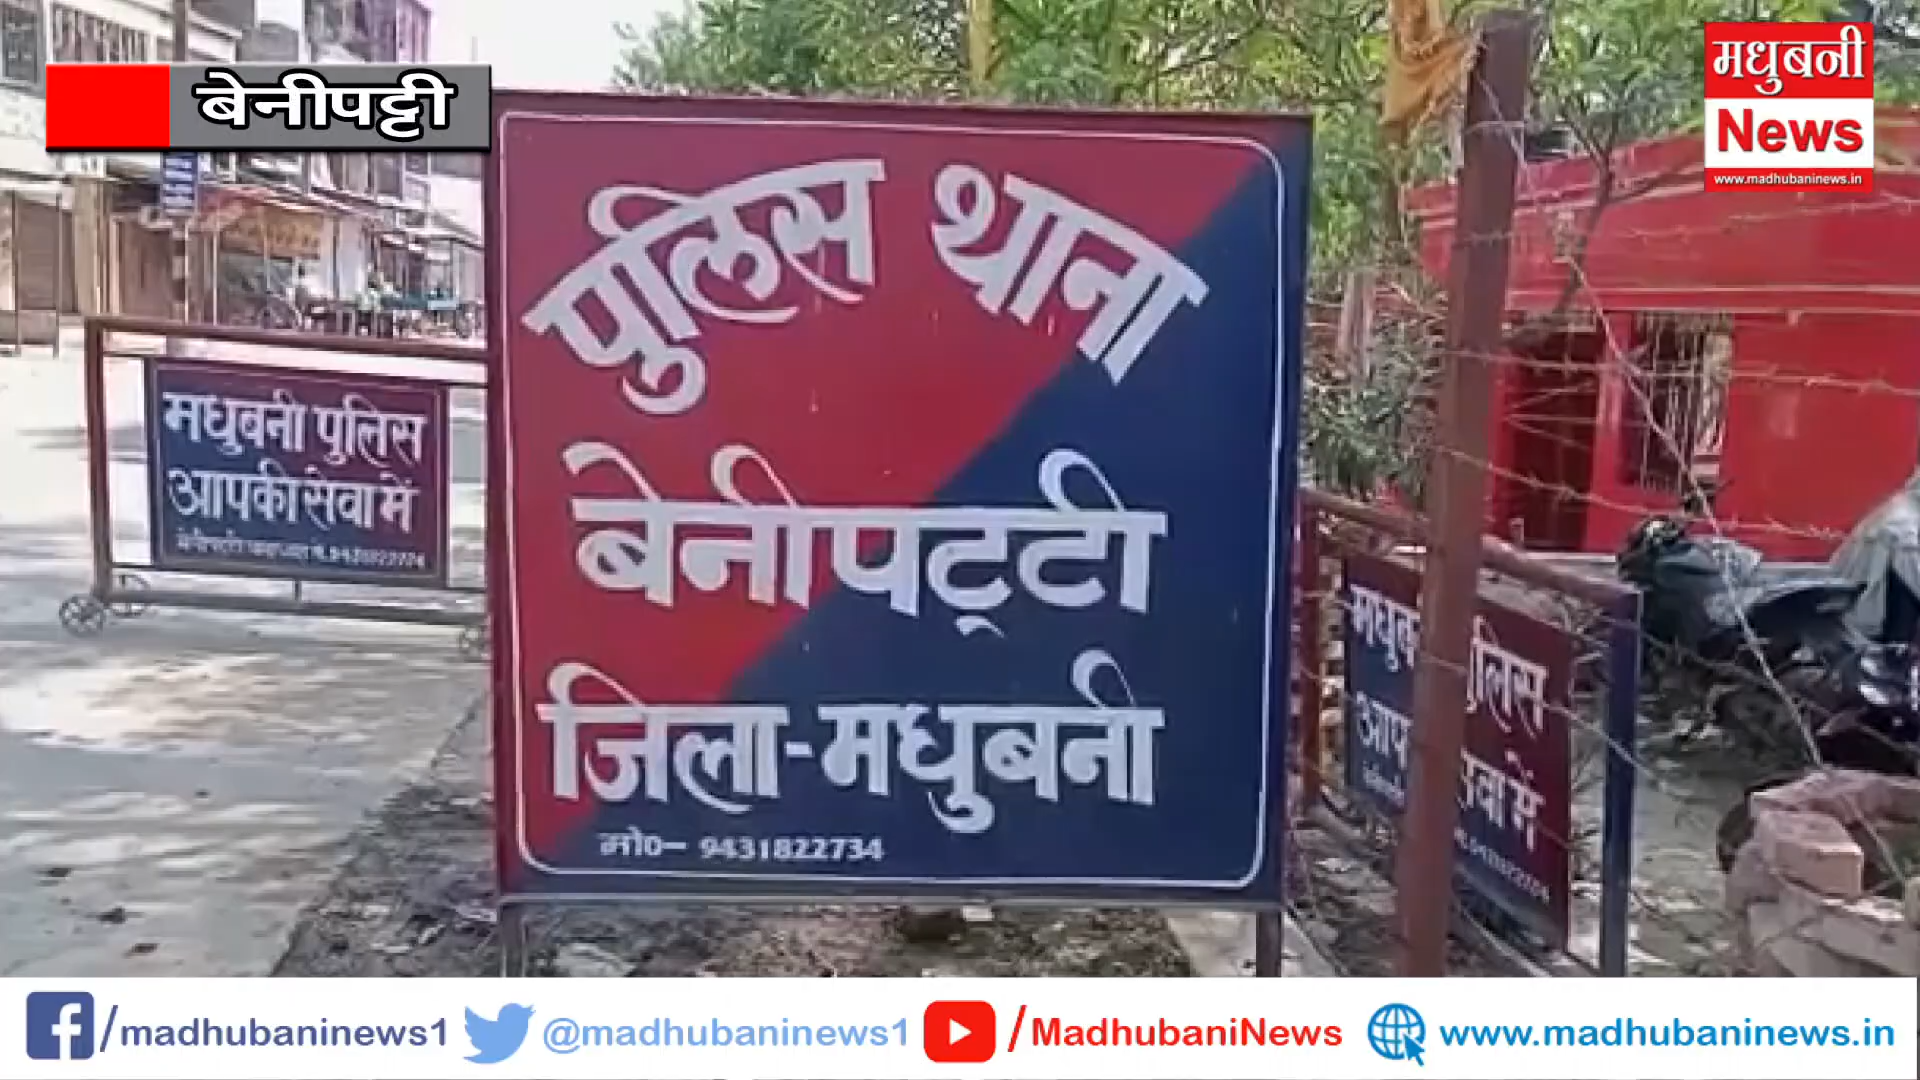 बेनीपट्टी
मधुबनी
News
www.madhubaninews.in
पुलिस थाना
बेनीपट्टी
जिला-मधुबनी
मो०- 9431822734
मधुबनी पुलिस
आपकी सेवा में
पुलिस
सेवा में
/madhubaninews1
@madhubaninews1
/MadhubaniNews
www.madhubaninews.in